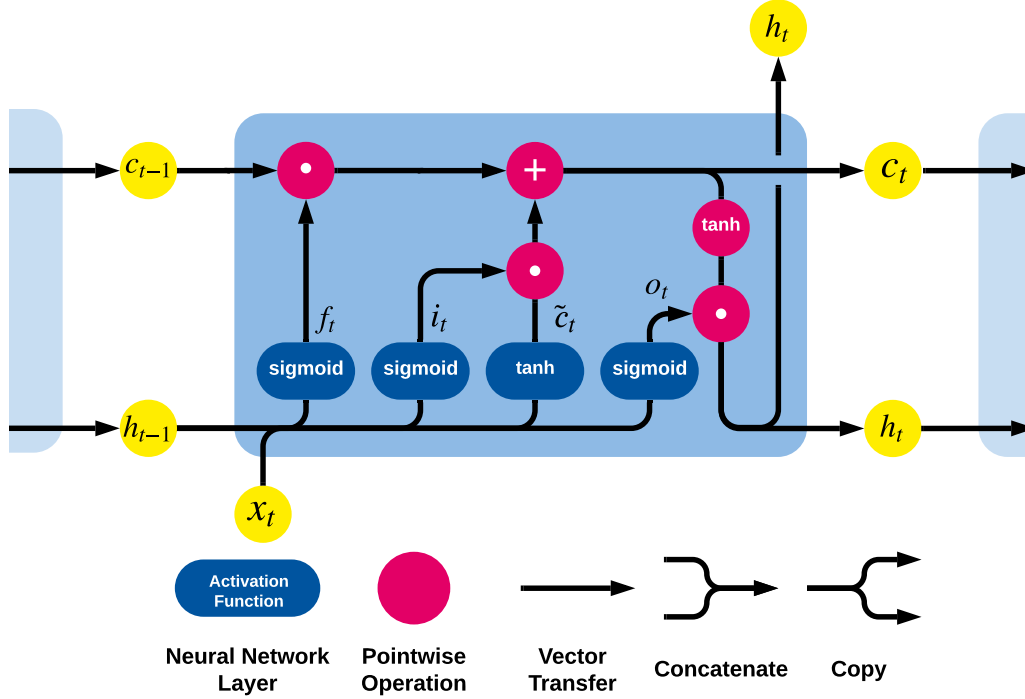 h_t
c_{t−1}
+
c_t
tanh
f_t
i_t
c̃_t
o_t
sigmoid
sigmoid
tanh
sigmoid
h_{t−1}
h_t
x_t
Activation
Function
Neural Network
Layer
Pointwise
Operation
Vector
Transfer
Concatenate
Copy